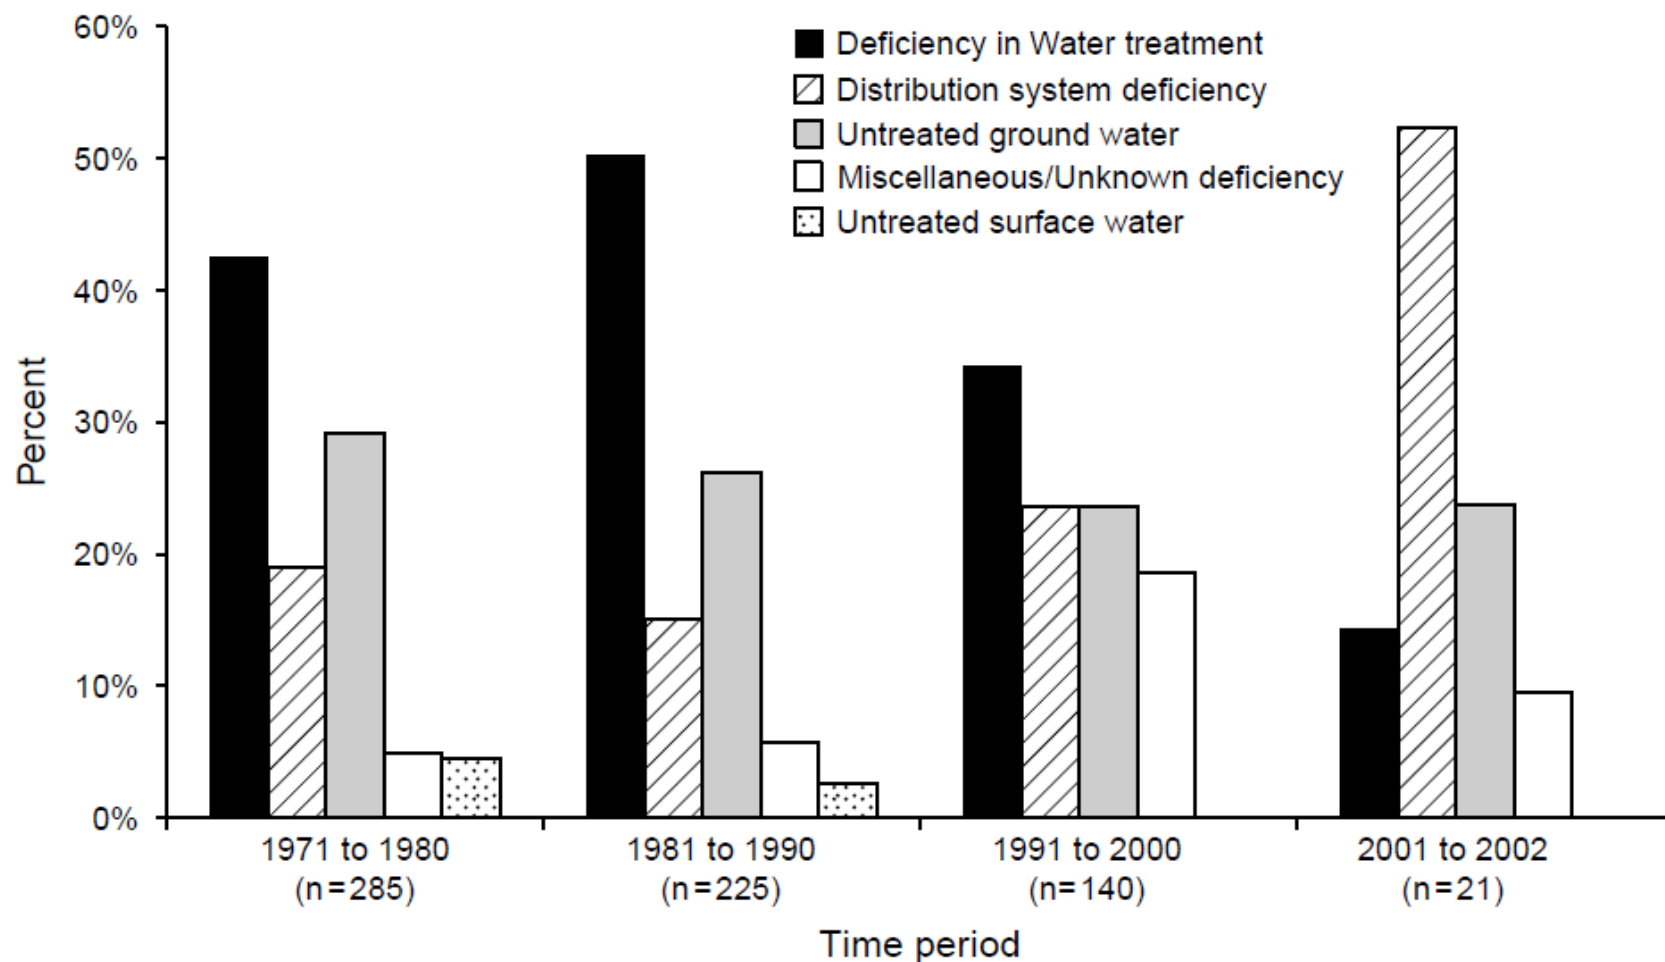 60%
50%
40%
30%
20%
10%
0%
Percent
Deficiency in Water treatment
Distribution system deficiency
Untreated ground water
Miscellaneous/Unknown deficiency
Untreated surface water
1971 to 1980
(n=285)
1981 to 1990
(n=225)
1991 to 2000
(n=140)
2001 to 2002
(n=21)
Time period